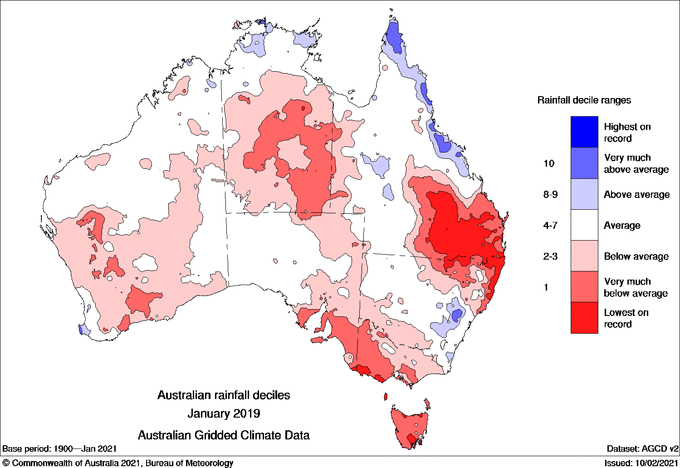 Rainfall decile ranges
Highest on
record
10
Very much
above average
8-9
Above average
4-7
Average
2-3
Below average
1
Very much
below average
Lowest on
record
Australian rainfall deciles
January 2019
Australian Gridded Climate Data
Base period: 1900—Jan 2021
Dataset: AGCD v2
© Commonwealth of Australia 2021, Bureau of Meteorology
Issued: 10/02/2021